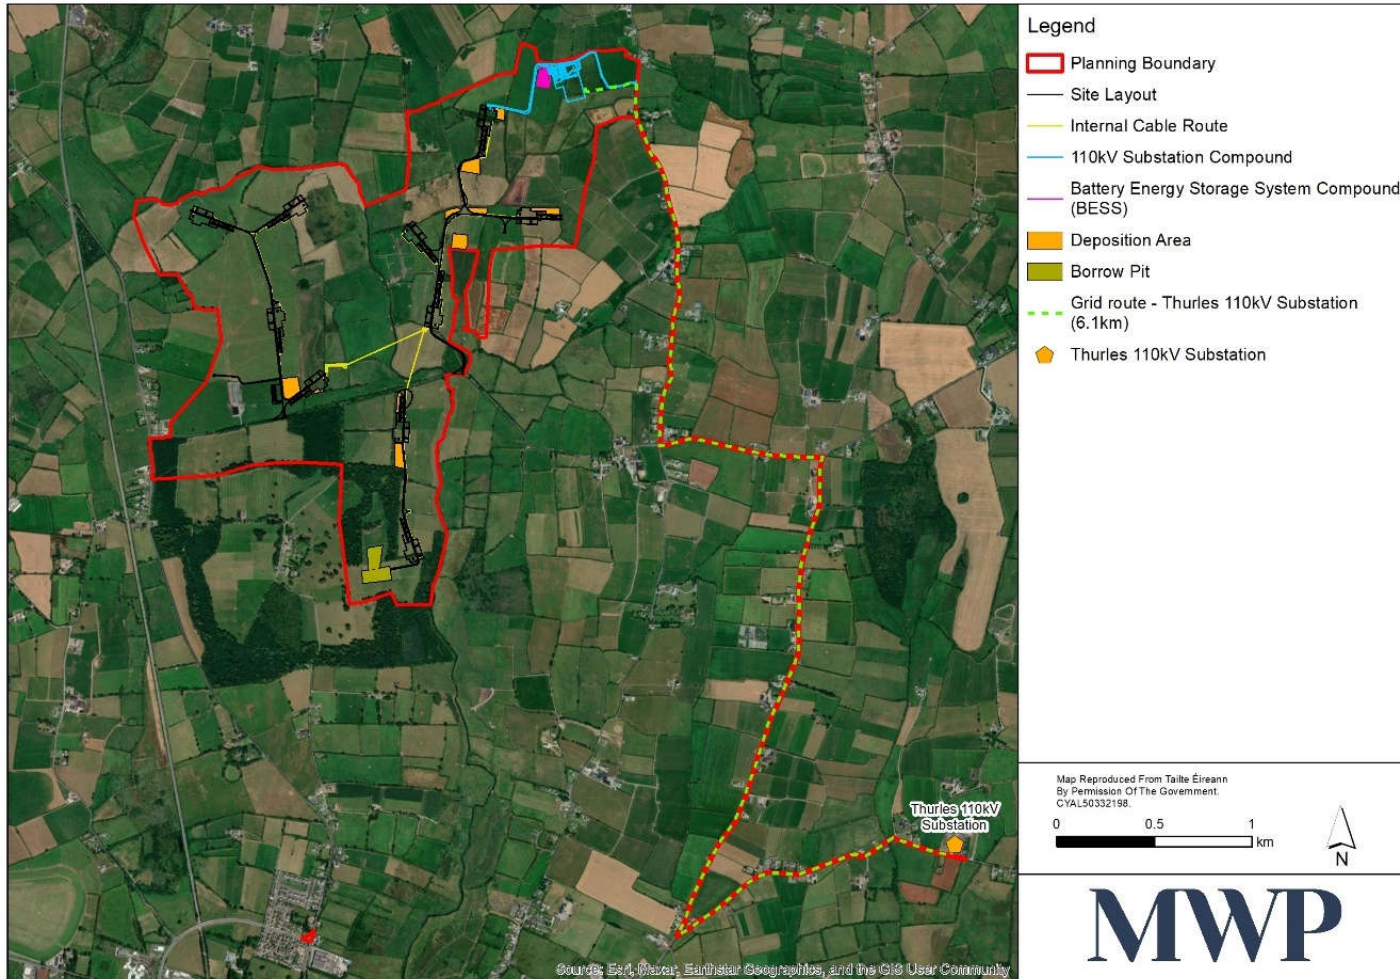 Legend
Planning Boundary
Site Layout
Internal Cable Route
110kV Substation Compound
Battery Energy Storage System Compound
(BESS)
Deposition Area
Borrow Pit
Grid route - Thurles 110kV Substation
(6.1km)
Thurles 110kV Substation
Thurles 110kV
Substation
Map Reproduced From Tailte Éireann
By Permission Of The Government.
CYAL50332198.
0 0.5 1
km
N
MWP
Source: Esri, Maxar, Earthstar Geographics, and the GIS User Community